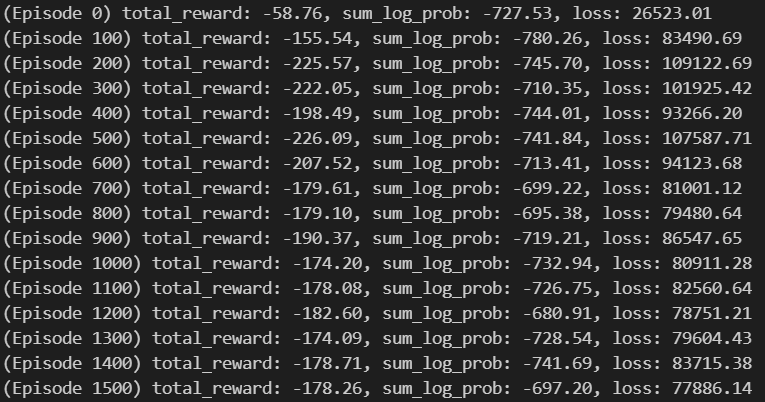 (Episode 0) total_reward: -58.76, sum_log_prob: -727.53, loss: 26523.01
(Episode 100) total_reward: -155.54, sum_log_prob: -780.26, loss: 83490.69
(Episode 200) total_reward: -225.57, sum_log_prob: -745.70, loss: 109122.69
(Episode 300) total_reward: -222.05, sum_log_prob: -710.35, loss: 101925.42
(Episode 400) total_reward: -198.49, sum_log_prob: -744.01, loss: 93266.20
(Episode 500) total_reward: -226.09, sum_log_prob: -741.84, loss: 107587.71
(Episode 600) total_reward: -207.52, sum_log_prob: -713.41, loss: 94123.68
(Episode 700) total_reward: -179.61, sum_log_prob: -699.22, loss: 81001.12
(Episode 800) total_reward: -179.10, sum_log_prob: -695.38, loss: 79480.64
(Episode 900) total_reward: -190.37, sum_log_prob: -719.21, loss: 86547.65
(Episode 1000) total_reward: -174.20, sum_log_prob: -732.94, loss: 80911.28
(Episode 1100) total_reward: -178.08, sum_log_prob: -726.75, loss: 82560.64
(Episode 1200) total_reward: -182.60, sum_log_prob: -680.91, loss: 78751.21
(Episode 1300) total_reward: -174.09, sum_log_prob: -728.54, loss: 79604.43
(Episode 1400) total_reward: -178.71, sum_log_prob: -741.69, loss: 83715.38
(Episode 1500) total_reward: -178.26, sum_log_prob: -697.20, loss: 77886.14